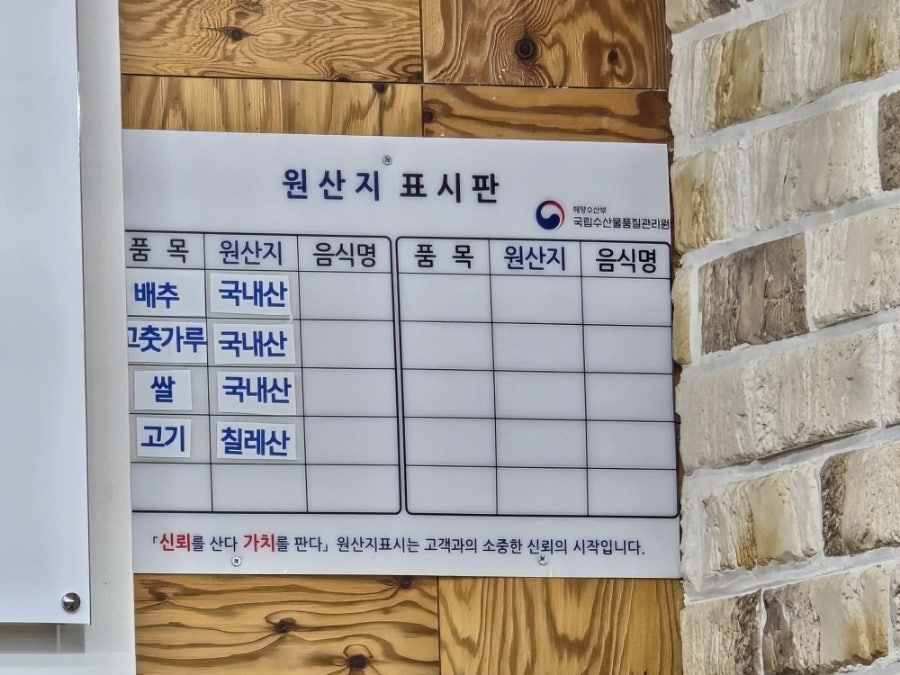 원산지 표시판
해양수산부
국립수산물품질관리원
품 목 원산지 음식명 품 목 원산지 음식명
배추 국내산
고춧가루 국내산
쌀 국내산
고기 칠레산
「신뢰를 산다 가치를 판다」 원산지표시는 고객과의 소중한 신뢰의 시작입니다.